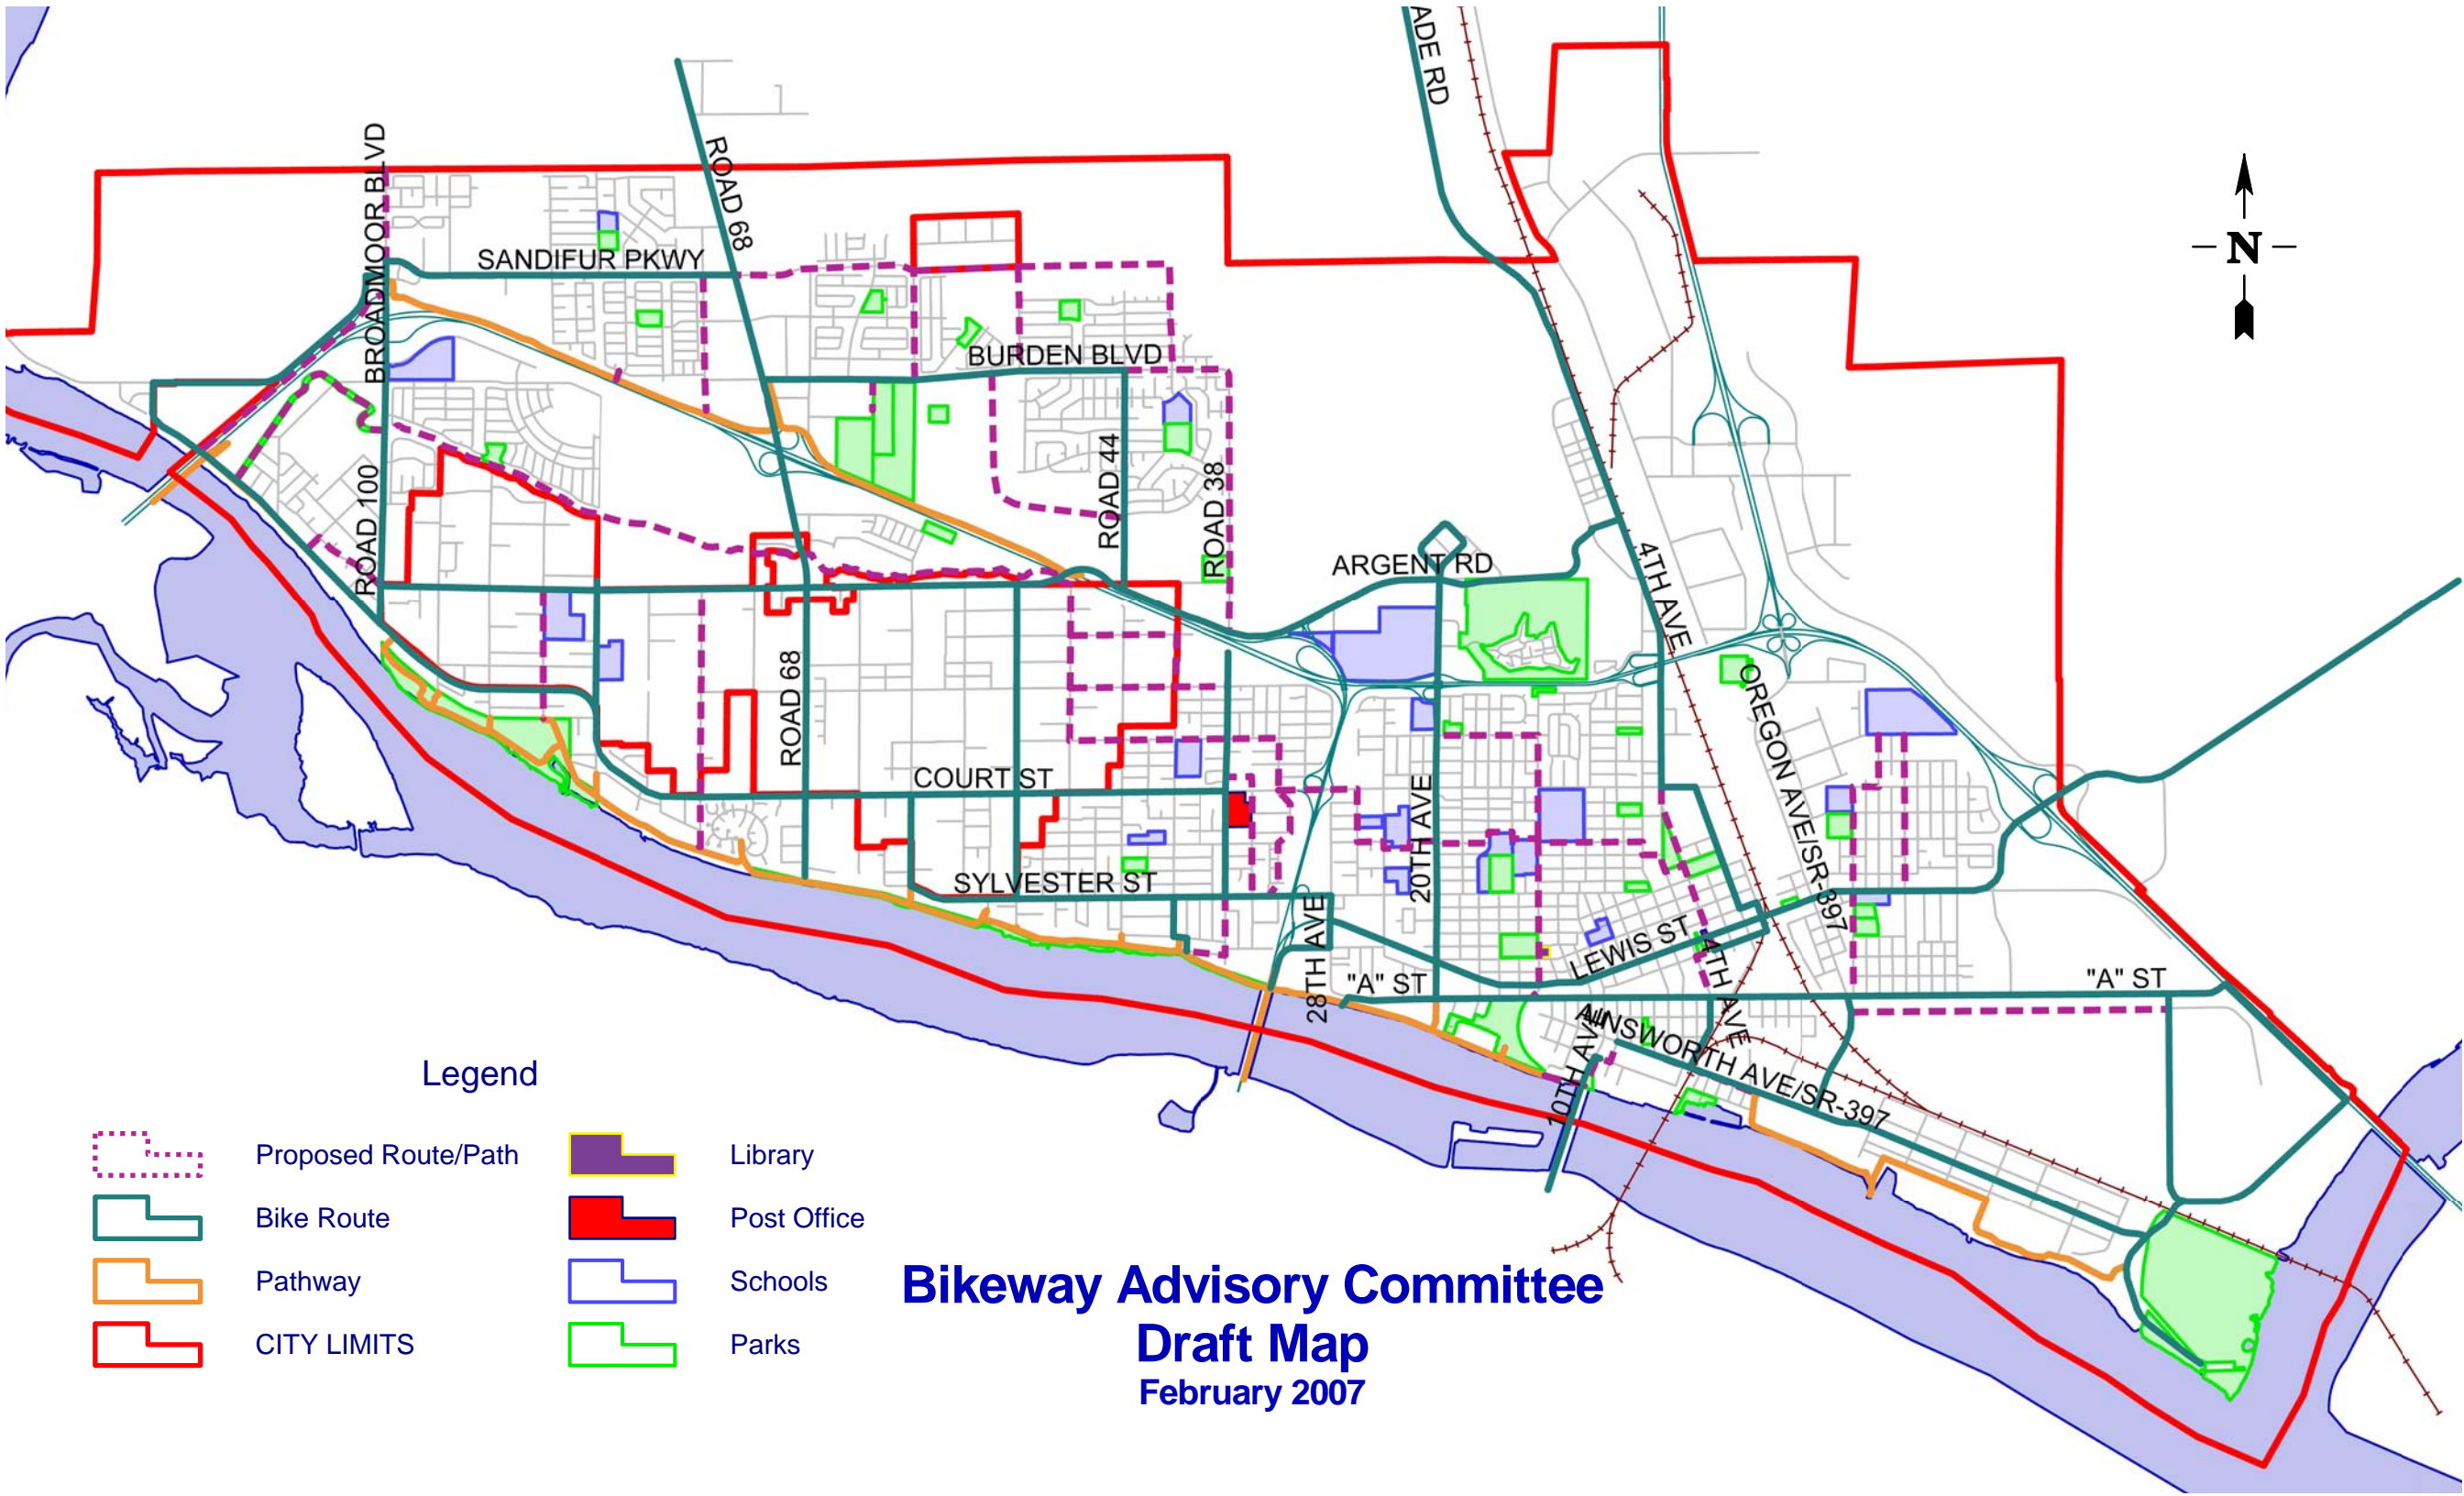 ADE RD
N
BROADMOOR BLVD
ROAD 68
SANDIFUR PKWY
BURDEN BLVD
ROAD 100
ROAD 44
ROAD 38
ARGENT RD
4TH AVE
ROAD 68
OREGON AVE/SR-397
COURT ST
20TH AVE
SYLVESTER ST
28TH AVE
LEWIS ST
4TH AVE
"A" ST
"A" ST
10TH AVE
AINSWORTH AVE/SR-397
Legend
Proposed Route/Path
Library
Bike Route
Post Office
Pathway
Schools
CITY LIMITS
Parks
Bikeway Advisory Committee
Draft Map
February 2007